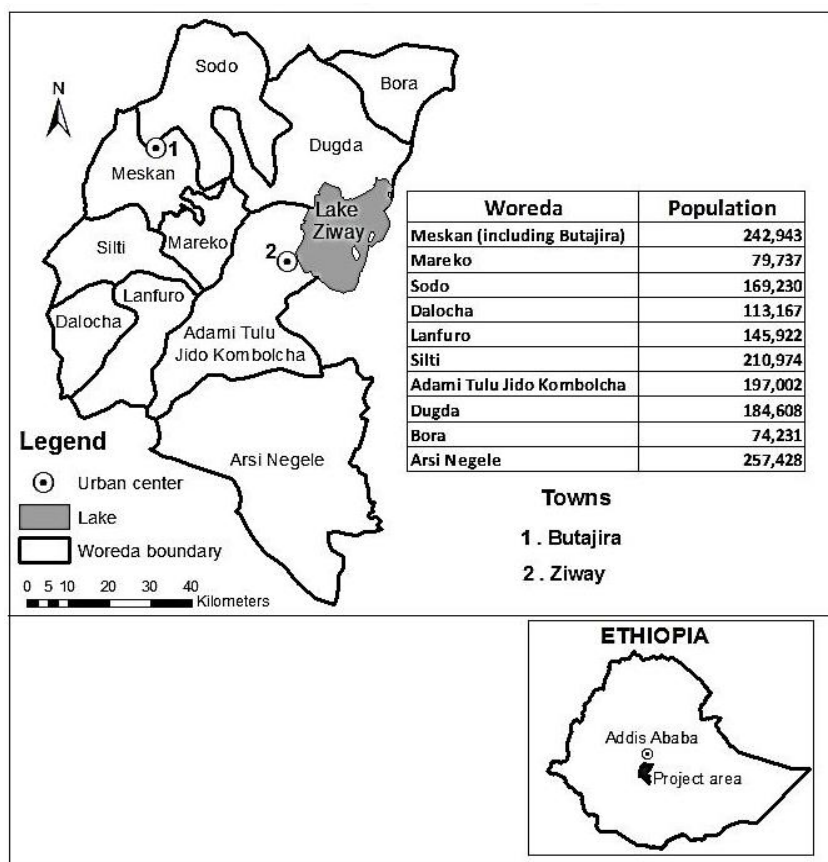 Sodo
Bora
N
Dugda
1
Meskan
Lake
Ziway
Mareko
Silti
2
Lanfuro
Dalocha
Adami Tulu
Jido Kombolcha
Arsi Negele
Woreda Population
Meskan (including Butajira) 242,943
Mareko 79,737
Sodo 169,230
Dalocha 113,167
Lanfuro 145,922
Silti 210,974
Adami Tulu Jido Kombolcha 197,002
Dugda 184,608
Bora 74,231
Arsi Negele 257,428
Legend
Urban center
Lake
Woreda boundary
0 5 10 20 30 40
Kilometers
Towns
1 . Butajira
2 . Ziway
ETHIOPIA
Addis Ababa
Project area